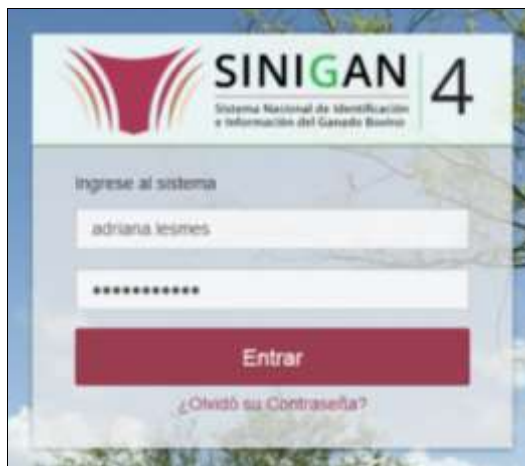 SINIGAN 4
Sistema Nacional de Identificación
e Información del Ganado Bovino
Ingrese al sistema
adriana.lesmes
•••••••••••
Entrar
¿Olvidó su Contraseña?